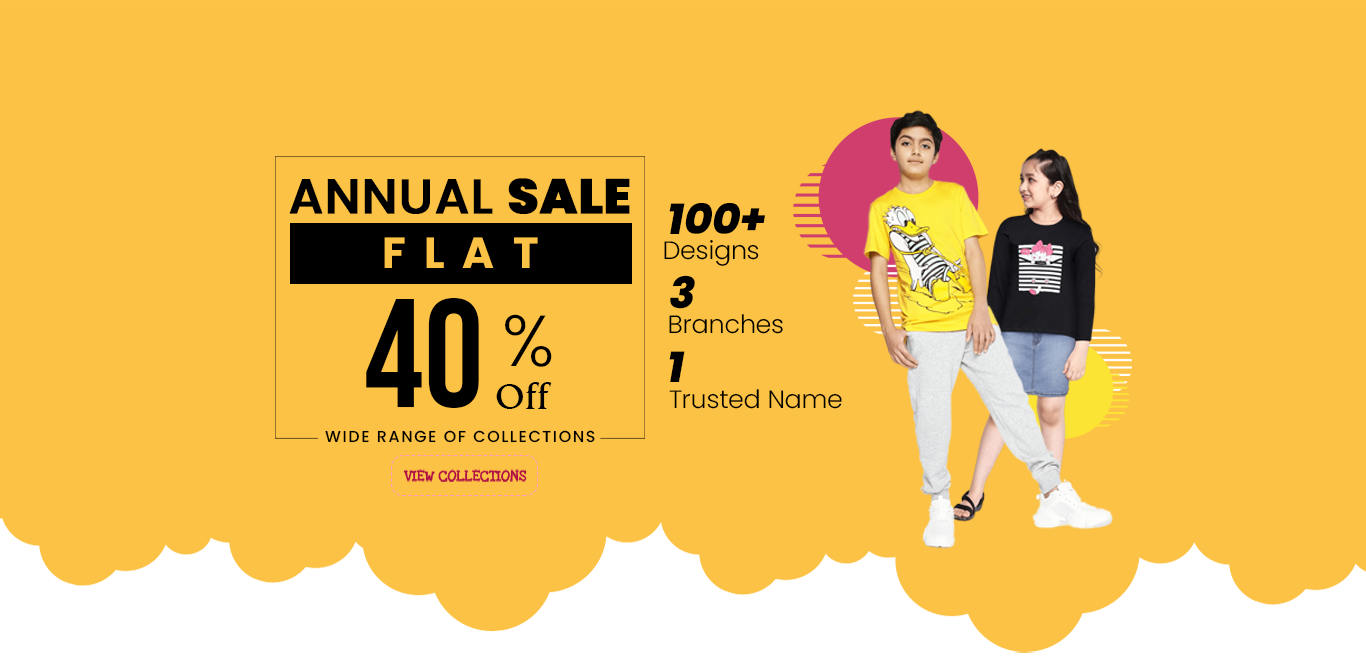 ANNUAL SALE
FLAT
40 %
Off
WIDE RANGE OF COLLECTIONS
VIEW COLLECTIONS
100+
Designs
3
Branches
1
Trusted Name